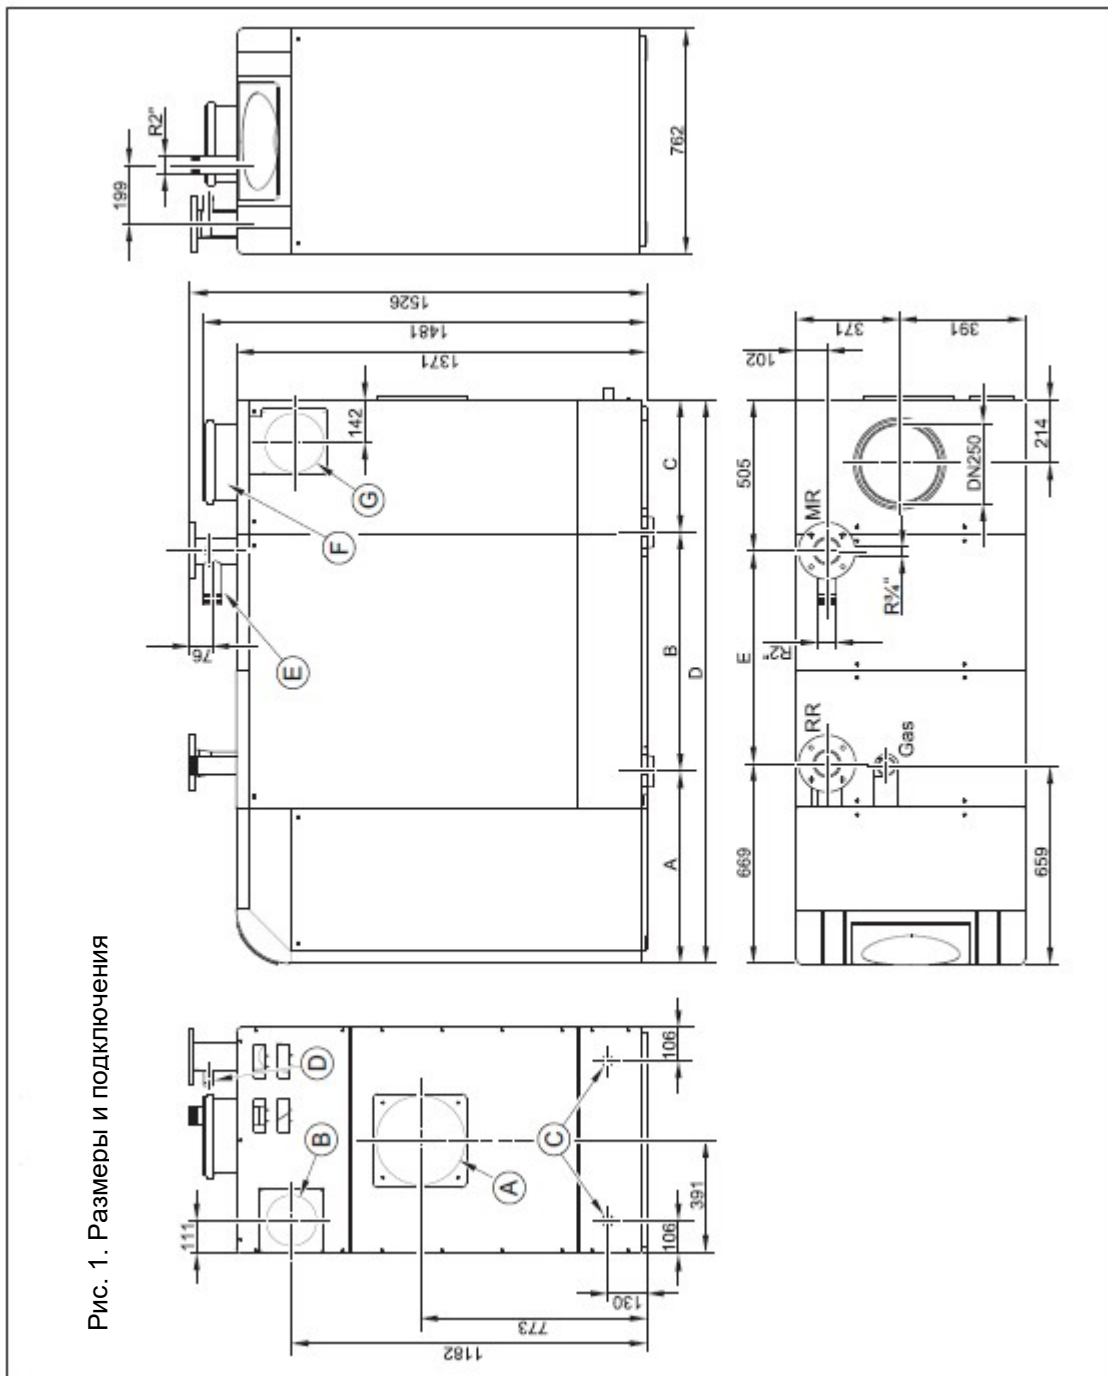 Рис. 1. Размеры и подключения
R2"
199
762
1526
1481
1371
142
G
F
E
76
C
B
D
A
371
391
102
505
214
DN250
MR
R¾"
R2"
E
RR
Gas
669
659
111
B
D
A
C
106
391
106
130
773
1182